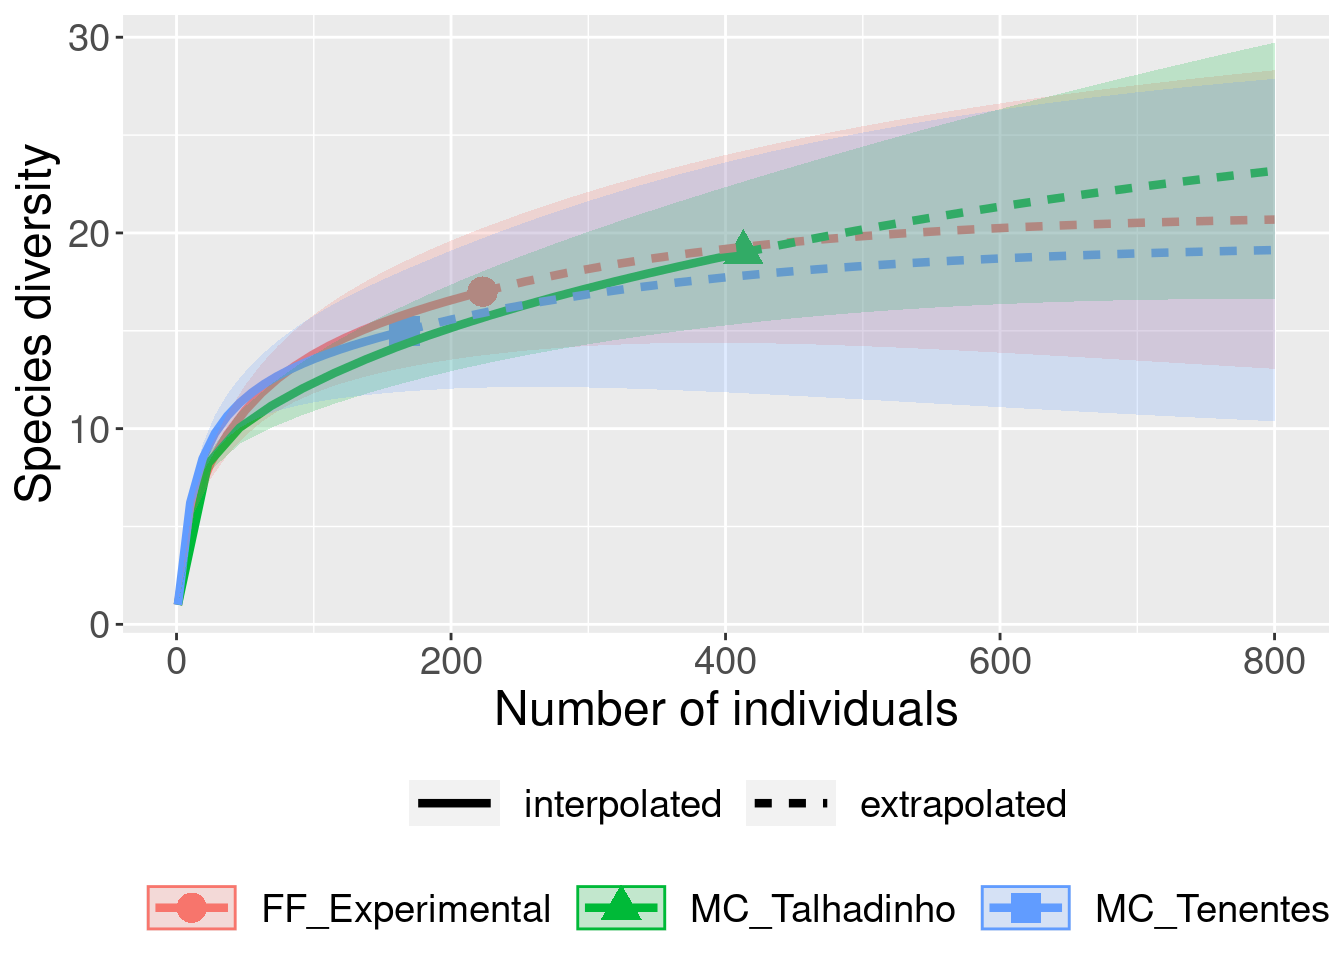 30
20
10
0
Species diversity
0 200 400 600 800
Number of individuals
interpolated extrapolated
FF_Experimental MC_Talhadinho MC_Tenentes